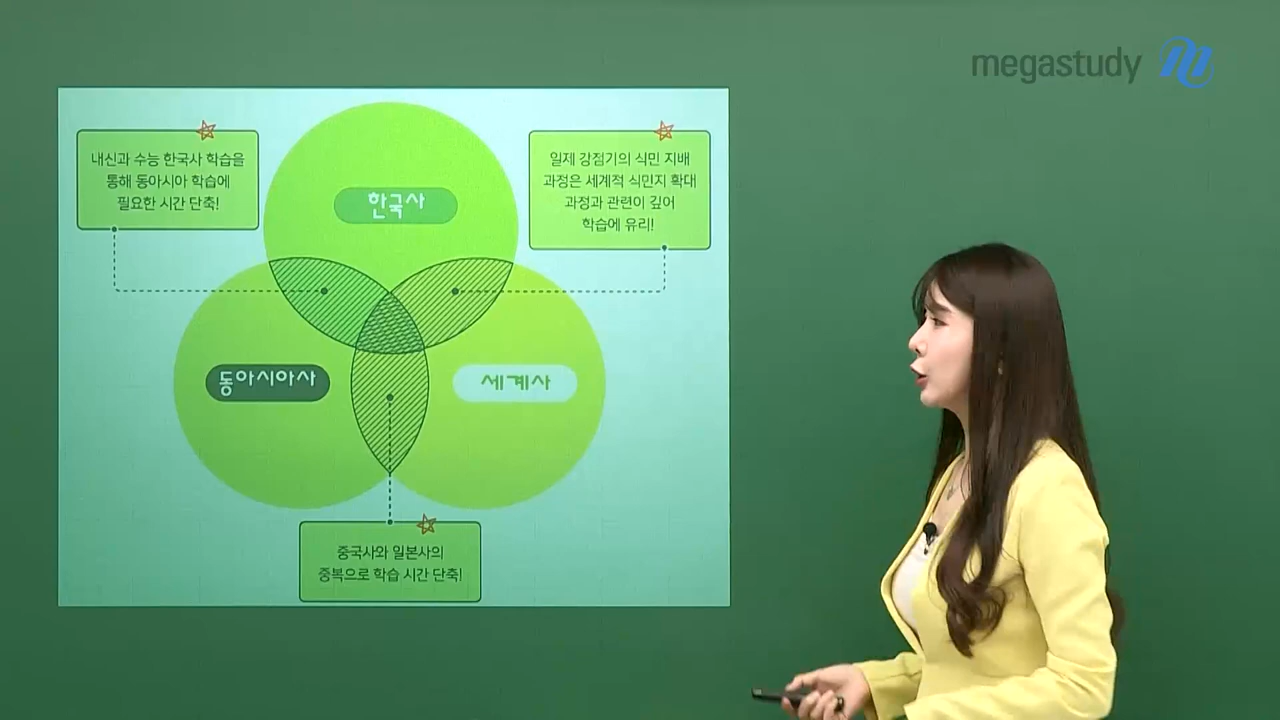 megastudy
내신과 수능 한국사 학습을
통해 동아시아 학습에
필요한 시간 단축!
일제 강점기의 식민 지배
과정은 세계적 식민지 확대
과정과 관련이 깊어
학습에 유리!
한국사
동아시아사
세계사
중국사와 일본사의
중복으로 학습 시간 단축!